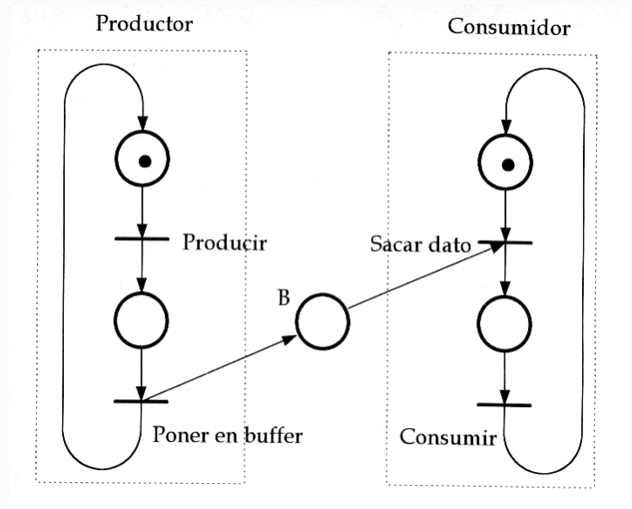 Productor
Consumidor
Producir
Sacar dato
B
Poner en buffer
Consumir